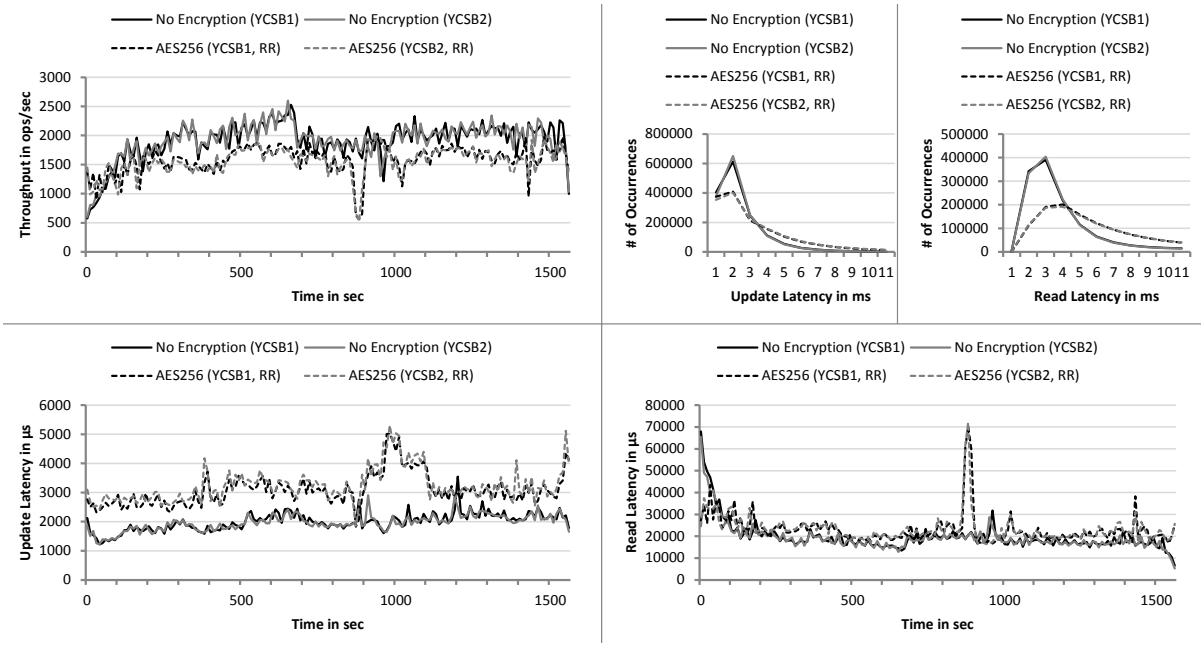 No Encryption (YCSB1) No Encryption (YCSB2)
AES256 (YCSB1, RR) AES256 (YCSB2, RR)
3000
2500
2000
1500
1000
500
0
Throughput in ops/sec
0 500 1000 1500
Time in sec
No Encryption (YCSB1)
No Encryption (YCSB2)
AES256 (YCSB1, RR)
AES256 (YCSB2, RR)
800000
600000
400000
200000
0
# of Occurrences
1 2 3 4 5 6 7 8 9 10 11
Update Latency in ms
No Encryption (YCSB1)
No Encryption (YCSB2)
AES256 (YCSB1, RR)
AES256 (YCSB2, RR)
500000
400000
300000
200000
100000
0
# of Occurrences
1 2 3 4 5 6 7 8 9 10 11
Read Latency in ms
No Encryption (YCSB1) No Encryption (YCSB2)
AES256 (YCSB1, RR) AES256 (YCSB2, RR)
6000
5000
4000
3000
2000
1000
0
Update Latency in µs
0 500 1000 1500
Time in sec
No Encryption (YCSB1) No Encryption (YCSB2)
AES256 (YCSB1, RR) AES256 (YCSB2, RR)
80000
70000
60000
50000
40000
30000
20000
10000
0
Read Latency in µs
0 500 1000 1500
Time in sec